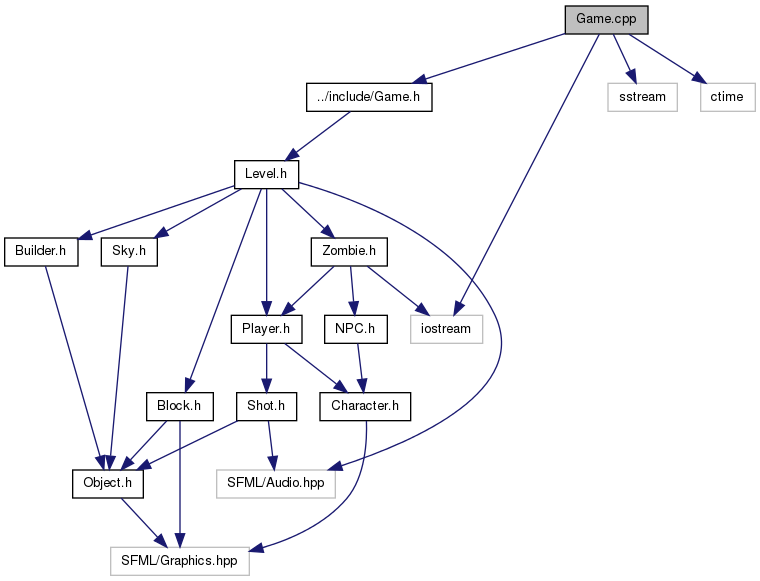 Game.cpp
../include/Game.h
sstream
ctime
Level.h
Builder.h
Sky.h
Zombie.h
Player.h
NPC.h
iostream
Block.h
Shot.h
Character.h
Object.h
SFML/Audio.hpp
SFML/Graphics.hpp